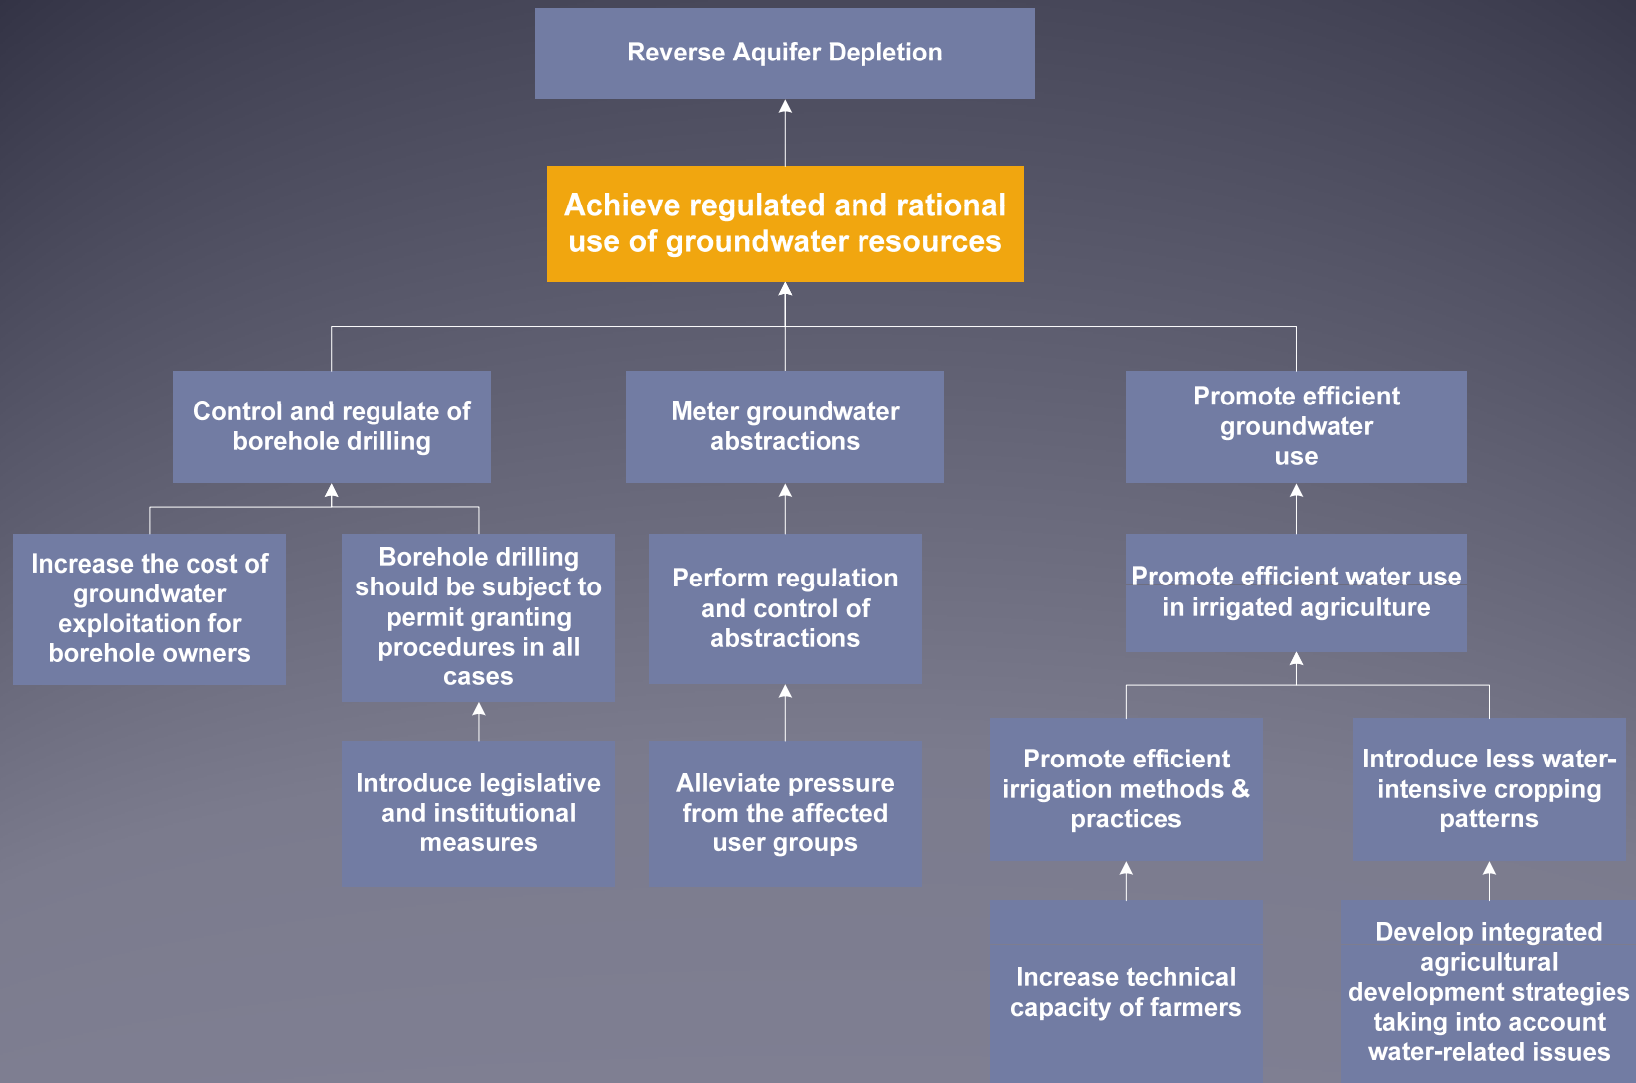 Reverse Aquifer Depletion
Achieve regulated and rational
use of groundwater resources
Control and regulate of
borehole drilling
Meter groundwater
abstractions
Promote efficient
groundwater
use
Increase the cost of
groundwater
exploitation for
borehole owners
Borehole drilling
should be subject to
permit granting
procedures in all
cases
Perform regulation
and control of
abstractions
Promote efficient water use
in irrigated agriculture
Introduce legislative
and institutional
measures
Alleviate pressure
from the affected
user groups
Promote efficient
irrigation methods &
practices
Introduce less water-
intensive cropping
patterns
Increase technical
capacity of farmers
Develop integrated
agricultural
development strategies
taking into account
water-related issues